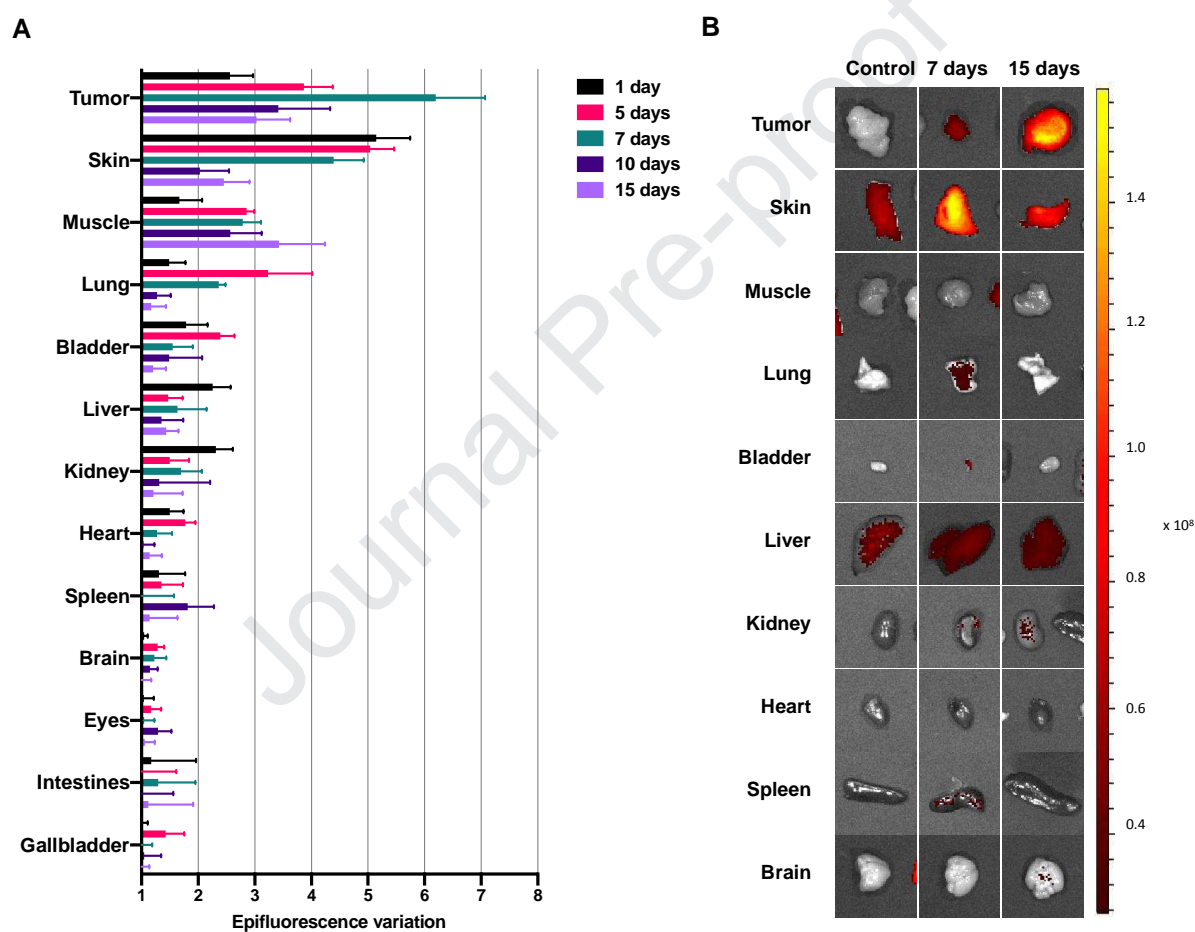 A
Tumor
Skin
Muscle
Lung
Bladder
Liver
Kidney
Heart
Spleen
Brain
Eyes
Intestines
Gallbladder
1 2 3 4 5 6 7 8
Epifluorescence variation
1 day
5 days
7 days
10 days
15 days
Journal Pre-proof
B
Control 7 days 15 days
Tumor
Skin
Muscle
Lung
Bladder
Liver
Kidney
Heart
Spleen
Brain
1.4
1.2
1.0
x 10⁸
0.8
0.6
0.4